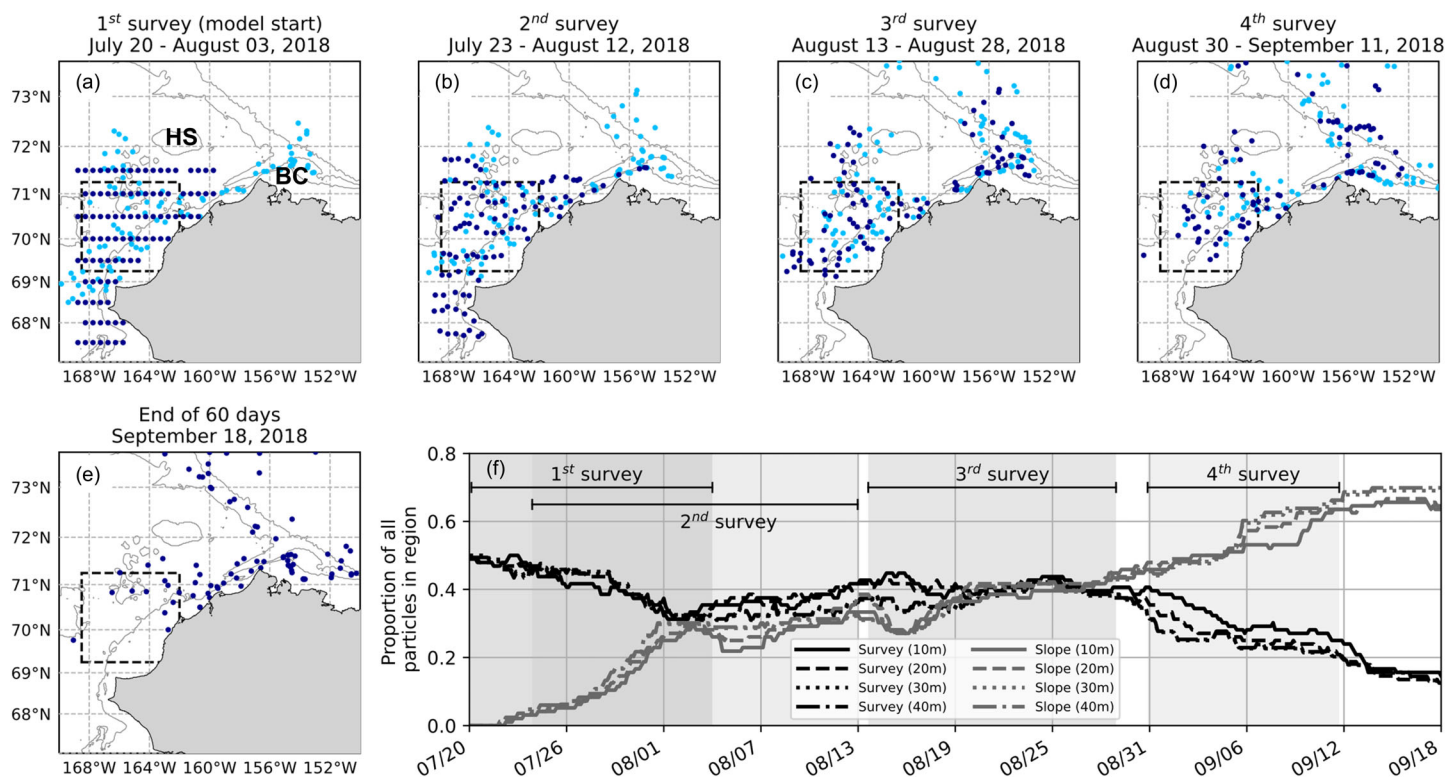 1st survey (model start)
July 20 - August 03, 2018
2nd survey
July 23 - August 12, 2018
3rd survey
August 13 - August 28, 2018
4th survey
August 30 - September 11, 2018
(a)
HS
BC
73°N
72°N
71°N
70°N
69°N
68°N
168°W 164°W 160°W 156°W 152°W
(b)
168°W 164°W 160°W 156°W 152°W
(c)
168°W 164°W 160°W 156°W 152°W
(d)
168°W 164°W 160°W 156°W 152°W
End of 60 days
September 18, 2018
(e)
73°N
72°N
71°N
70°N
69°N
68°N
168°W 164°W 160°W 156°W 152°W
(f)
Proportion of all
particles in region
0.8
0.6
0.4
0.2
0.0
1st survey
2nd survey
3rd survey
4th survey
Survey (10m)
Survey (20m)
Survey (30m)
Survey (40m)
Slope (10m)
Slope (20m)
Slope (30m)
Slope (40m)
07/20 07/26 08/01 08/07 08/13 08/19 08/25 08/31 09/06 09/12 09/18